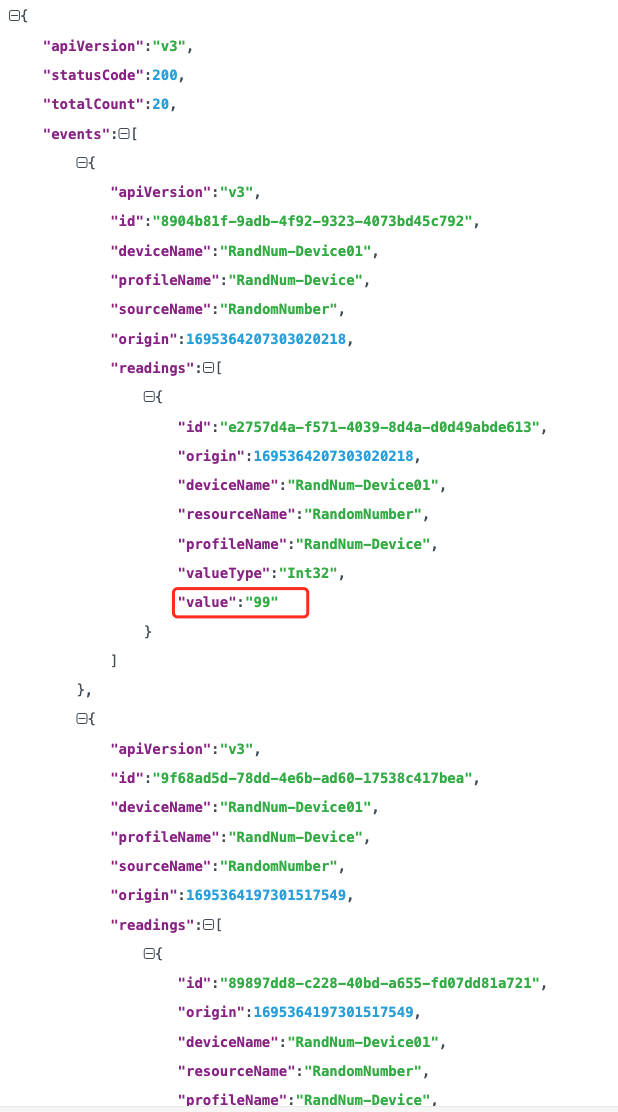 {
"apiVersion":"v3",
"statusCode":200,
"totalCount":20,
"events":[
{
"apiVersion":"v3",
"id":"8904b81f-9adb-4f92-9323-4073bd45c792",
"deviceName":"RandNum-Device01",
"profileName":"RandNum-Device",
"sourceName":"RandomNumber",
"origin":1695364207303020218,
"readings":[
{
"id":"e2757d4a-f571-4039-8d4a-d0d49abde613",
"origin":1695364207303020218,
"deviceName":"RandNum-Device01",
"resourceName":"RandomNumber",
"profileName":"RandNum-Device",
"valueType":"Int32",
"value":"99"
}
]
},
{
"apiVersion":"v3",
"id":"9f68ad5d-78dd-4e6b-ad60-17538c417bea",
"deviceName":"RandNum-Device01",
"profileName":"RandNum-Device",
"sourceName":"RandomNumber",
"origin":1695364197301517549,
"readings":[
{
"id":"89897dd8-c228-40bd-a655-fd07dd81a721",
"origin":1695364197301517549,
"deviceName":"RandNum-Device01",
"resourceName":"RandomNumber",
"profileName":"RandNum-Device",